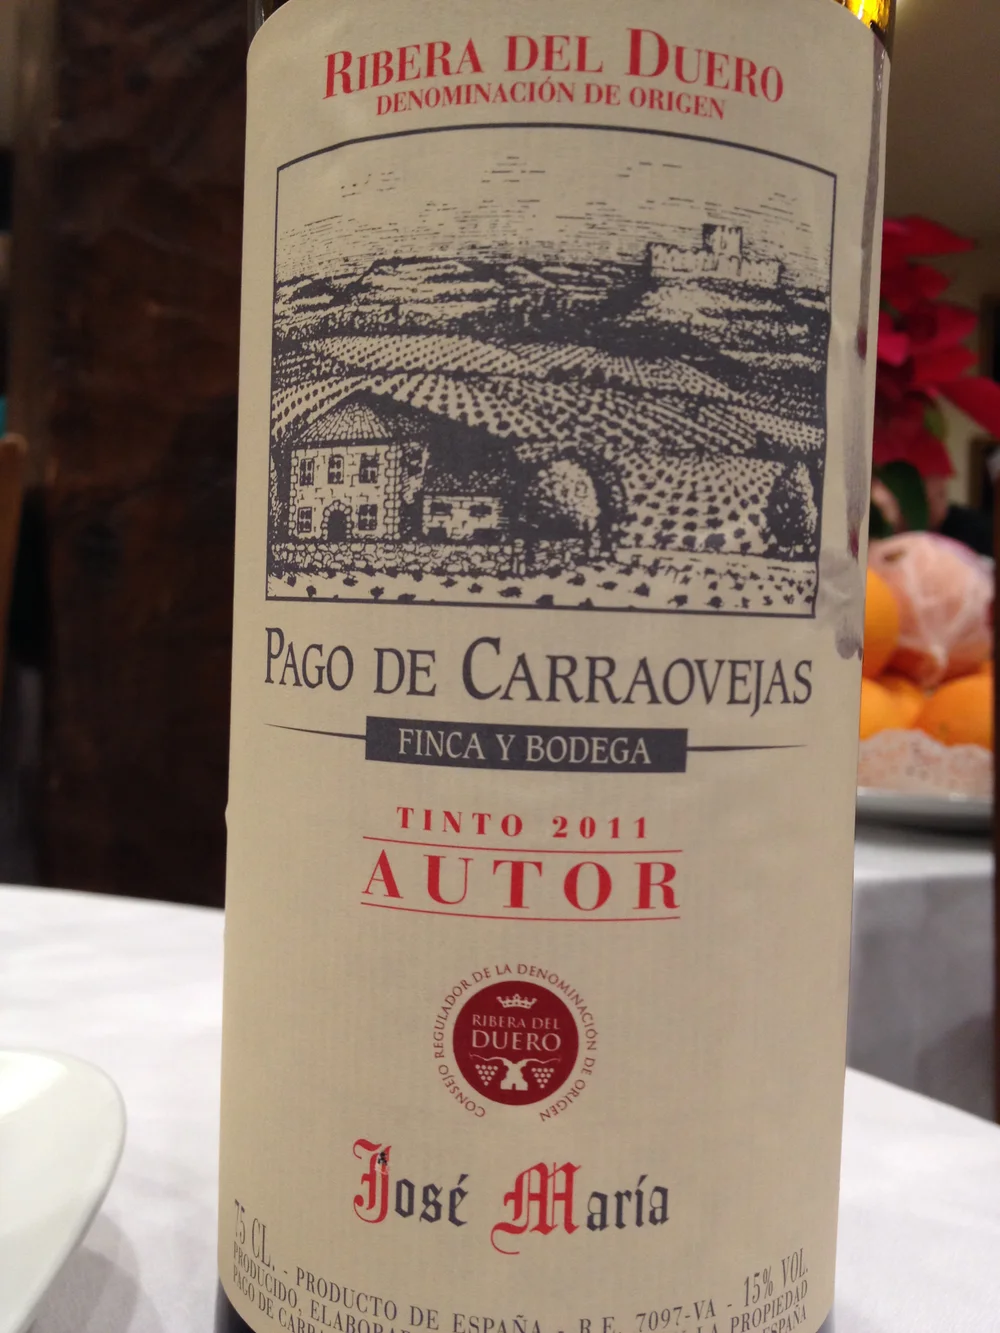 RIBERA DEL DUERO
DENOMINACIÓN DE ORIGEN
PAGO DE CARRAOVEJAS
FINCA Y BODEGA
TINTO 2011
AUTOR
CONSEJO REGULADOR DE LA DENOMINACIÓN DE ORIGEN
RIBERA DEL
DUERO
José María
75 CL. - PRODUCTO DE ESPAÑA - R.E. 7097-VA - 15% VOL.
PRODUCIDO, LA PROPIEDAD
PAGO DE ESPAÑA